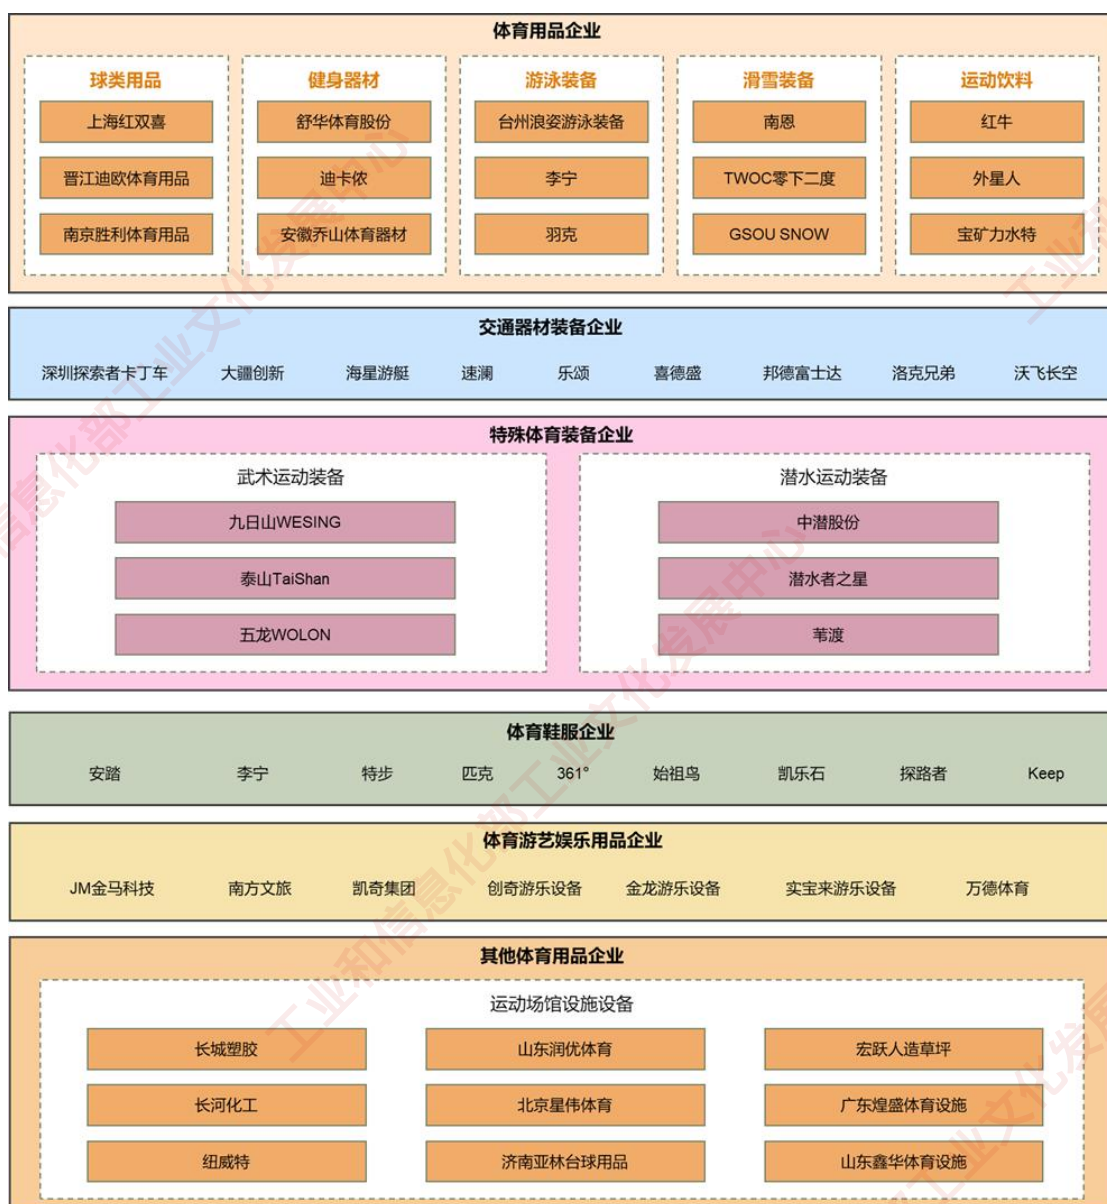 体育用品企业
球类用品 健身器材 游泳装备 滑雪装备 运动饮料
上海红双喜 舒华体育股份 台州浪姿游泳装备 南恩 红牛
晋江迪欧体育用品 迪卡侬 李宁 TWOC零下二度 外星人
南京胜利体育用品 安徽乔山体育器材 羽克 GSOU SNOW 宝矿力水特
交通器材装备企业
深圳探索者卡丁车 大疆创新 海星游艇 速澜 乐颂 喜德盛 邦德富士达 洛克兄弟 沃飞长空
特殊体育装备企业
武术运动装备 潜水运动装备
九日山WESING 中潜股份
泰山TaiShan 潜水者之星
五龙WOLON 苇渡
体育鞋服企业
安踏 李宁 特步 匹克 361° 始祖鸟 凯乐石 探路者 Keep
体育游艺娱乐用品企业
JM金马科技 南方文旅 凯奇集团 创奇游乐设备 金龙游乐设备 实宝来游乐设备 万德体育
其他体育用品企业
运动场馆设施设备
长城塑胶 山东润优体育 宏跃人造草坪
长河化工 北京星伟体育 广东煌盛体育设施
纽威特 济南亚林台球用品 山东鑫华体育设施
工业和信息化部工业文化发展中心